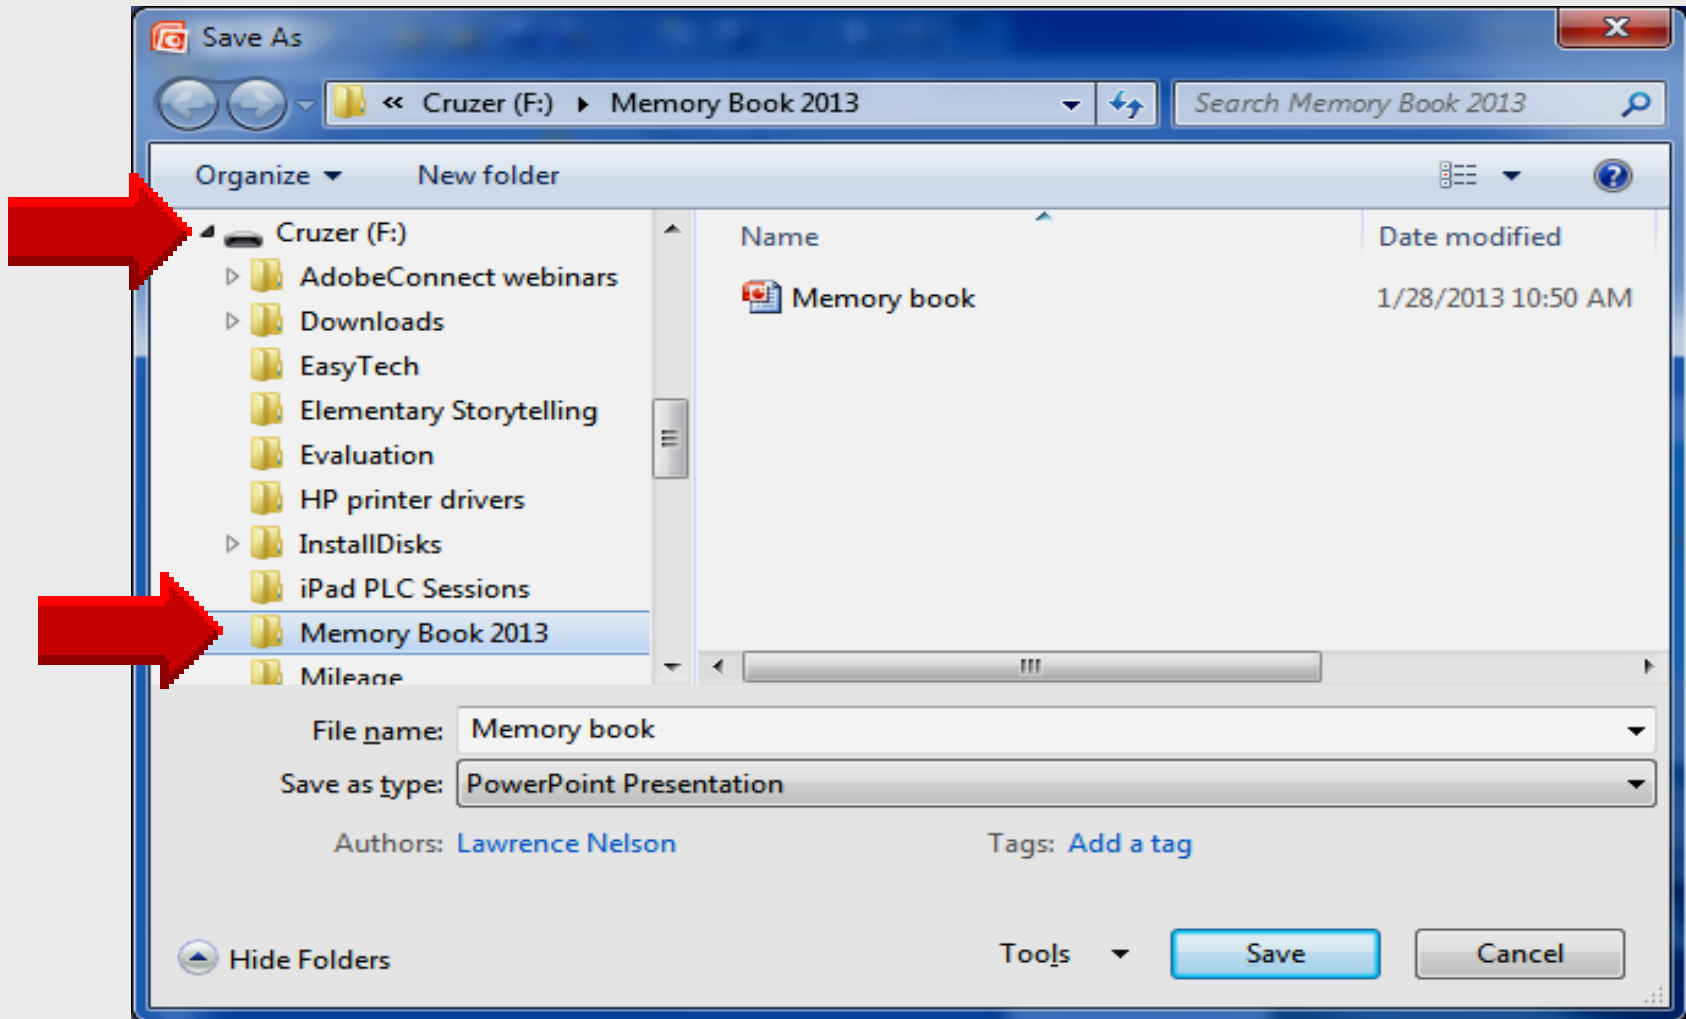 Save As
« Cruzer (F:) Memory Book 2013
Search Memory Book 2013
Organize New folder
Cruzer (F:)
AdobeConnect webinars
Downloads
EasyTech
Elementary Storytelling
Evaluation
HP printer drivers
InstallDisks
iPad PLC Sessions
Memory Book 2013
Mileage
Name Date modified
Memory book 1/28/2013 10:50 AM
File name: Memory book
Save as type: PowerPoint Presentation
Authors: Lawrence Nelson Tags: Add a tag
Hide Folders Tools Save Cancel